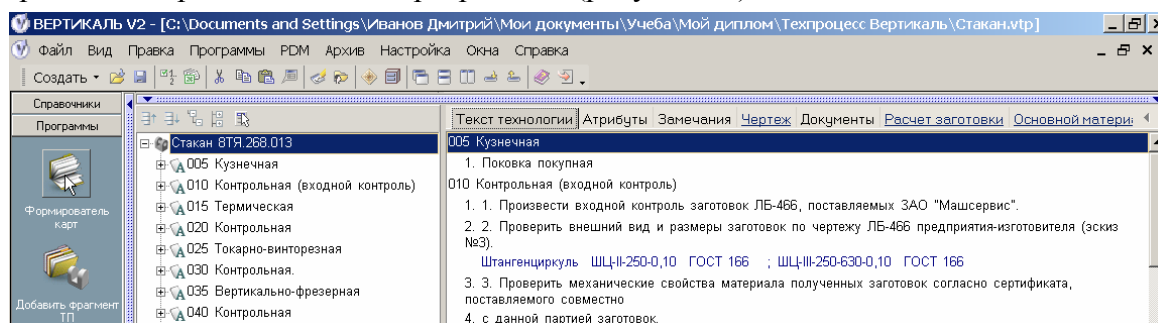 ВЕРТИКАЛЬ V2 - [C:\Documents and Settings\Иванов Дмитрий\Мои документы\Учеба\Мой диплом\Техпроцесс Вертикаль\Стакан.vtp]
Файл Вид Правка Программы PDM Архив Настройка Окна Справка
Создать
Справочники
Программы
Формирователь карт
Добавить фрагмент ТП
Стакан 8ТЯ.268.013
005 Кузнечная
010 Контрольная (входной контроль)
015 Термическая
020 Контрольная
025 Токарно-винторезная
030 Контрольная.
035 Вертикально-фрезерная
040 Контрольная
Текст технологии Атрибуты Замечания Чертеж Документы Расчет заготовки Основной матери
005 Кузнечная
1. Поковка покупная
010 Контрольная (входной контроль)
1. 1. Произвести входной контроль заготовок ЛБ-466, поставляемых ЗАО "Машсервис".
2. 2. Проверить внешний вид и размеры заготовок по чертежу ЛБ-466 предприятия-изготовителя (эскиз
№3).
Штангенциркуль ШЦ-II-250-0,10 ГОСТ 166 ; ШЦ-III-250-630-0,10 ГОСТ 166
3. 3. Проверить механические свойства материала полученных заготовок согласно сертификата,
поставляемого совместно
4. с данной партией заготовок.